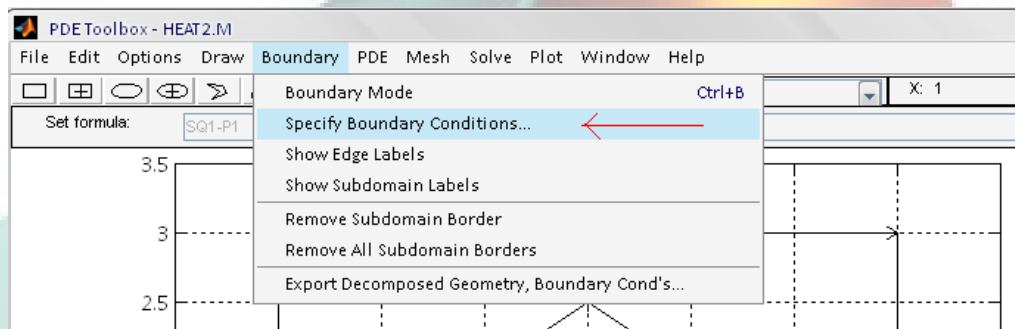 PDE Toolbox - HEAT2.M
File Edit Options Draw Boundary PDE Mesh Solve Plot Window Help
X: 1
Set formula: SQ1-P1
Boundary Mode Ctrl+B
Specify Boundary Conditions...
Show Edge Labels
Show Subdomain Labels
Remove Subdomain Border
Remove All Subdomain Borders
Export Decomposed Geometry, Boundary Cond's...
3.5
3
2.5